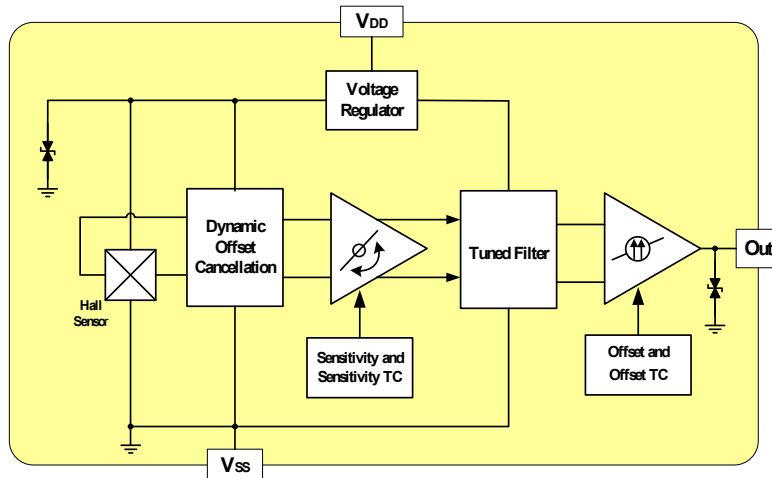 VDD
Voltage
Regulator
Dynamic
Offset
Cancellation
Tuned Filter
Out
Hall
Sensor
Sensitivity and
Sensitivity TC
Offset and
Offset TC
VSS